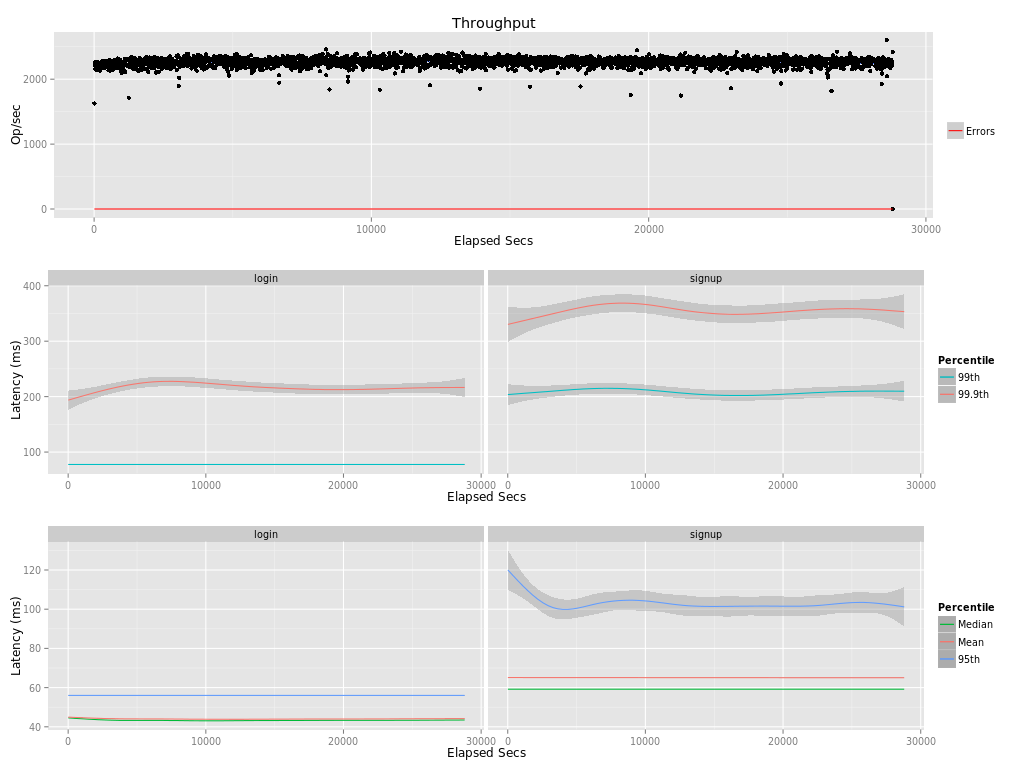 Throughput
Op/sec
2000
1000
0
0 10000 20000 30000
Elapsed Secs
Errors
login signup
Latency (ms)
400
300
200
100
0 10000 20000 30000 0 10000 20000 30000
Elapsed Secs
Percentile
99th
99.9th
login signup
Latency (ms)
120
100
80
60
40
0 10000 20000 30000 0 10000 20000 30000
Elapsed Secs
Percentile
Median
Mean
95th